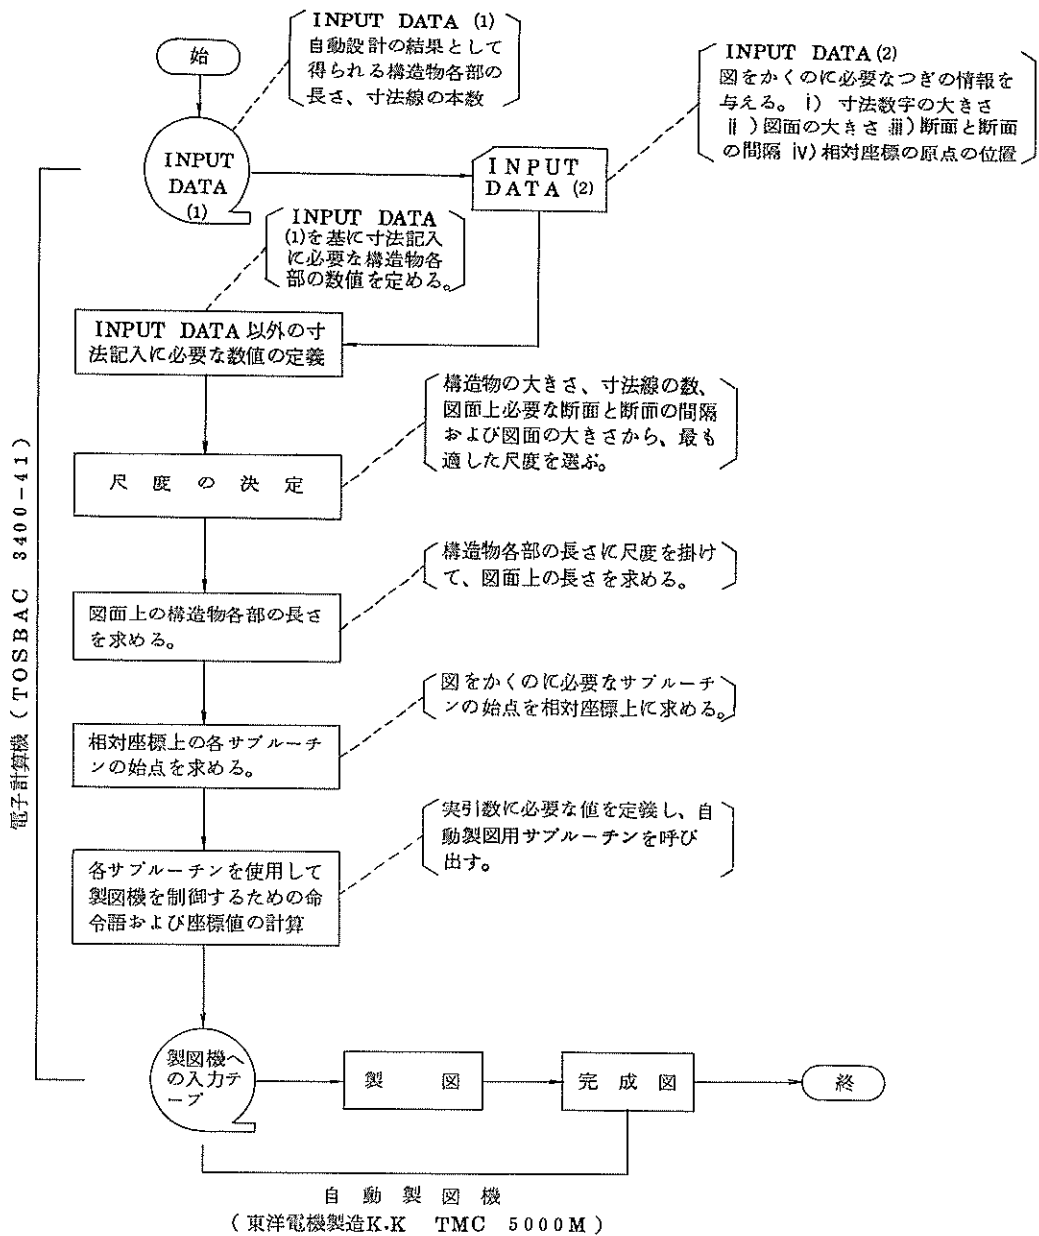 始
INPUT DATA (1)
自動設計の結果として
得られる構造物各部の
長さ、寸法線の本数
INPUT DATA (2)
図をかくのに必要なつぎの情報を
与える。 i) 寸法数字の大きさ
ii)図面の大きさ iii)断面と断面
の間隔 iv)相対座標の原点の位置
INPUT
DATA
(1)
INPUT
DATA (2)
INPUT DATA
(1)を基に寸法記入
に必要な構造物各
部の数値を定める。
INPUT DATA 以外の寸
法記入に必要な数値の定義
構造物の大きさ、寸法線の数、
図面上必要な断面と断面の間隔
および図面の大きさから、最も
適した尺度を選ぶ。
尺度の決定
構造物各部の長さに尺度を掛け
て、図面上の長さを求める。
図面上の構造物各部の長さ
を求める。
図をかくのに必要なサブルーチ
ンの始点を相対座標上に求める。
相対座標上の各サブルーチ
ンの始点を求める。
実引数に必要な値を定義し、自
動製図用サブルーチンを呼び
出す。
各サブルーチンを使用して
製図機を制御するための命
令語および座標値の計算
電子計算機(TOSBAC 3400-41)
製図機へ
の入力テ
ープ
製図
完成図
終
自動製図機
(東洋電機製造K.K TMC 5000M)